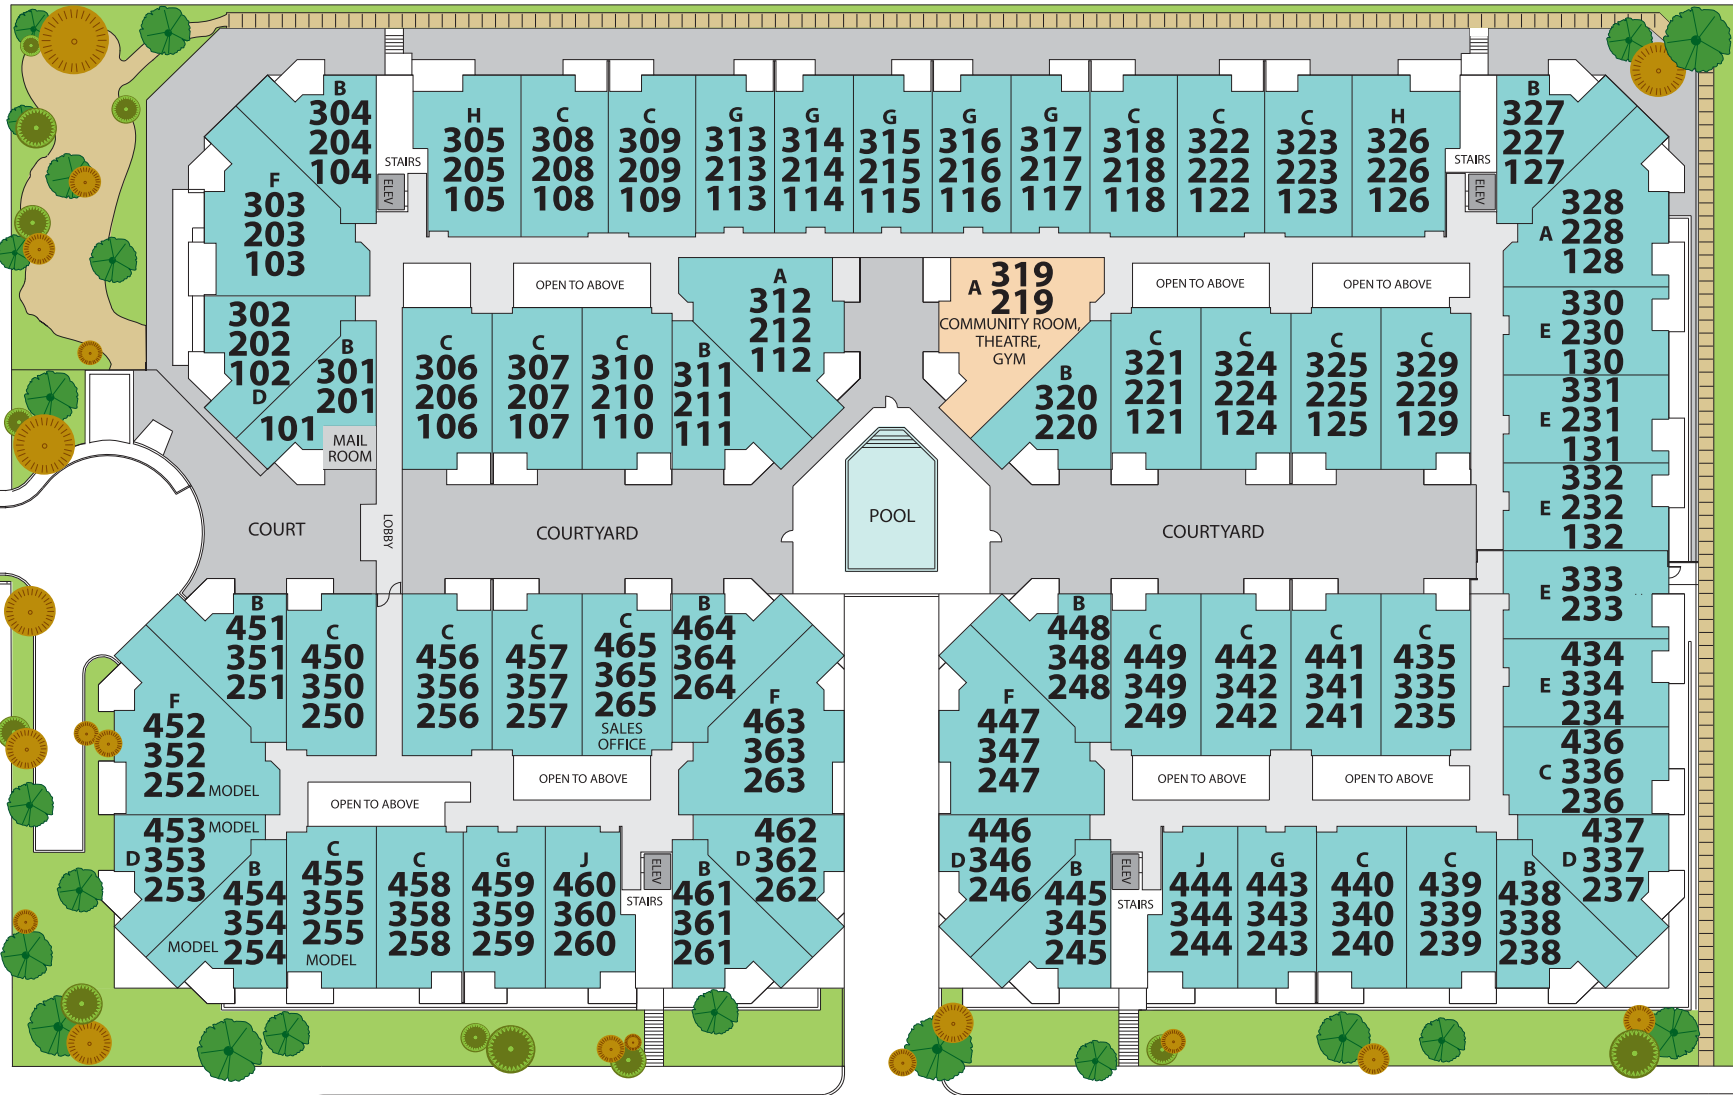 B
304
204
104
STAIRS
ELEV
H
305
205
105
C
308
208
108
C
309
209
109
G
313
213
113
G
314
214
114
G
315
215
115
G
316
216
116
G
317
217
117
C
318
218
118
C
322
222
122
C
323
223
123
H
326
226
126
STAIRS
ELEV
B
327
227
127
F
303
203
103
328
A 228
128
302
202
102
D
B
301
201
101
MAIL
ROOM
OPEN TO ABOVE
C
306
206
106
C
307
207
107
C
310
210
110
B
311
211
111
A
312
212
112
A 319
219
COMMUNITY ROOM,
THEATRE,
GYM
B
320
220
OPEN TO ABOVE
OPEN TO ABOVE
C
321
221
121
C
324
224
124
C
325
225
125
C
329
229
129
330
E 230
130
331
E 231
131
332
E 232
132
333
E 233
434
E 334
234
436
C 336
236
COURT
LOBBY
COURTYARD
POOL
COURTYARD
B
451
351
251
C
450
350
250
C
456
356
256
C
457
357
257
C
465
365
265
SALES
OFFICE
B
464
364
264
F
452
352
252 MODEL
F
463
363
263
OPEN TO ABOVE
OPEN TO ABOVE
453 MODEL
D 353
253
B
454
354
254
MODEL
C
455
355
255
MODEL
C
458
358
258
G
459
359
259
J
460
360
260
ELEV
STAIRS
B
461
361
261
462
D 362
262
B
448
348
248
C
449
349
249
C
442
342
242
C
441
341
241
C
435
335
235
F
447
347
247
OPEN TO ABOVE
OPEN TO ABOVE
446
D 346
246
B
445
345
245
ELEV
STAIRS
J
444
344
244
G
443
343
243
C
440
340
240
C
439
339
239
B
438
338
238
437
D 337
237